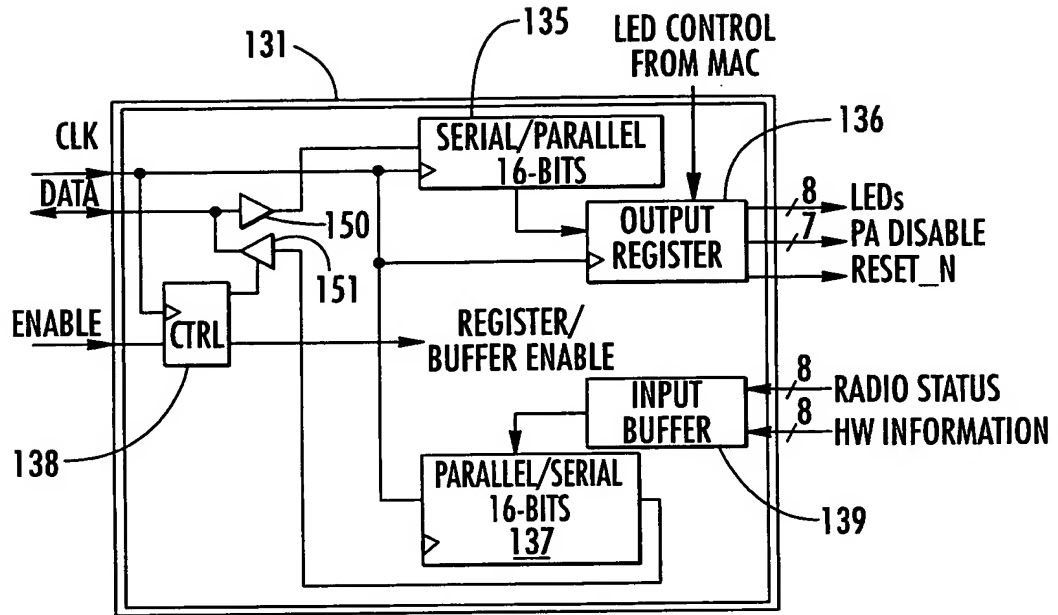 135
LED CONTROL
FROM MAC
131
136
CLK
SERIAL/PARALLEL
16-BITS
DATA
150
OUTPUT
REGISTER
8
LEDs
7
PA DISABLE
RESET_N
151
ENABLE
CTRL
REGISTER/
BUFFER ENABLE
138
INPUT
BUFFER
8
RADIO STATUS
8
HW INFORMATION
PARALLEL/SERIAL
16-BITS
137
139